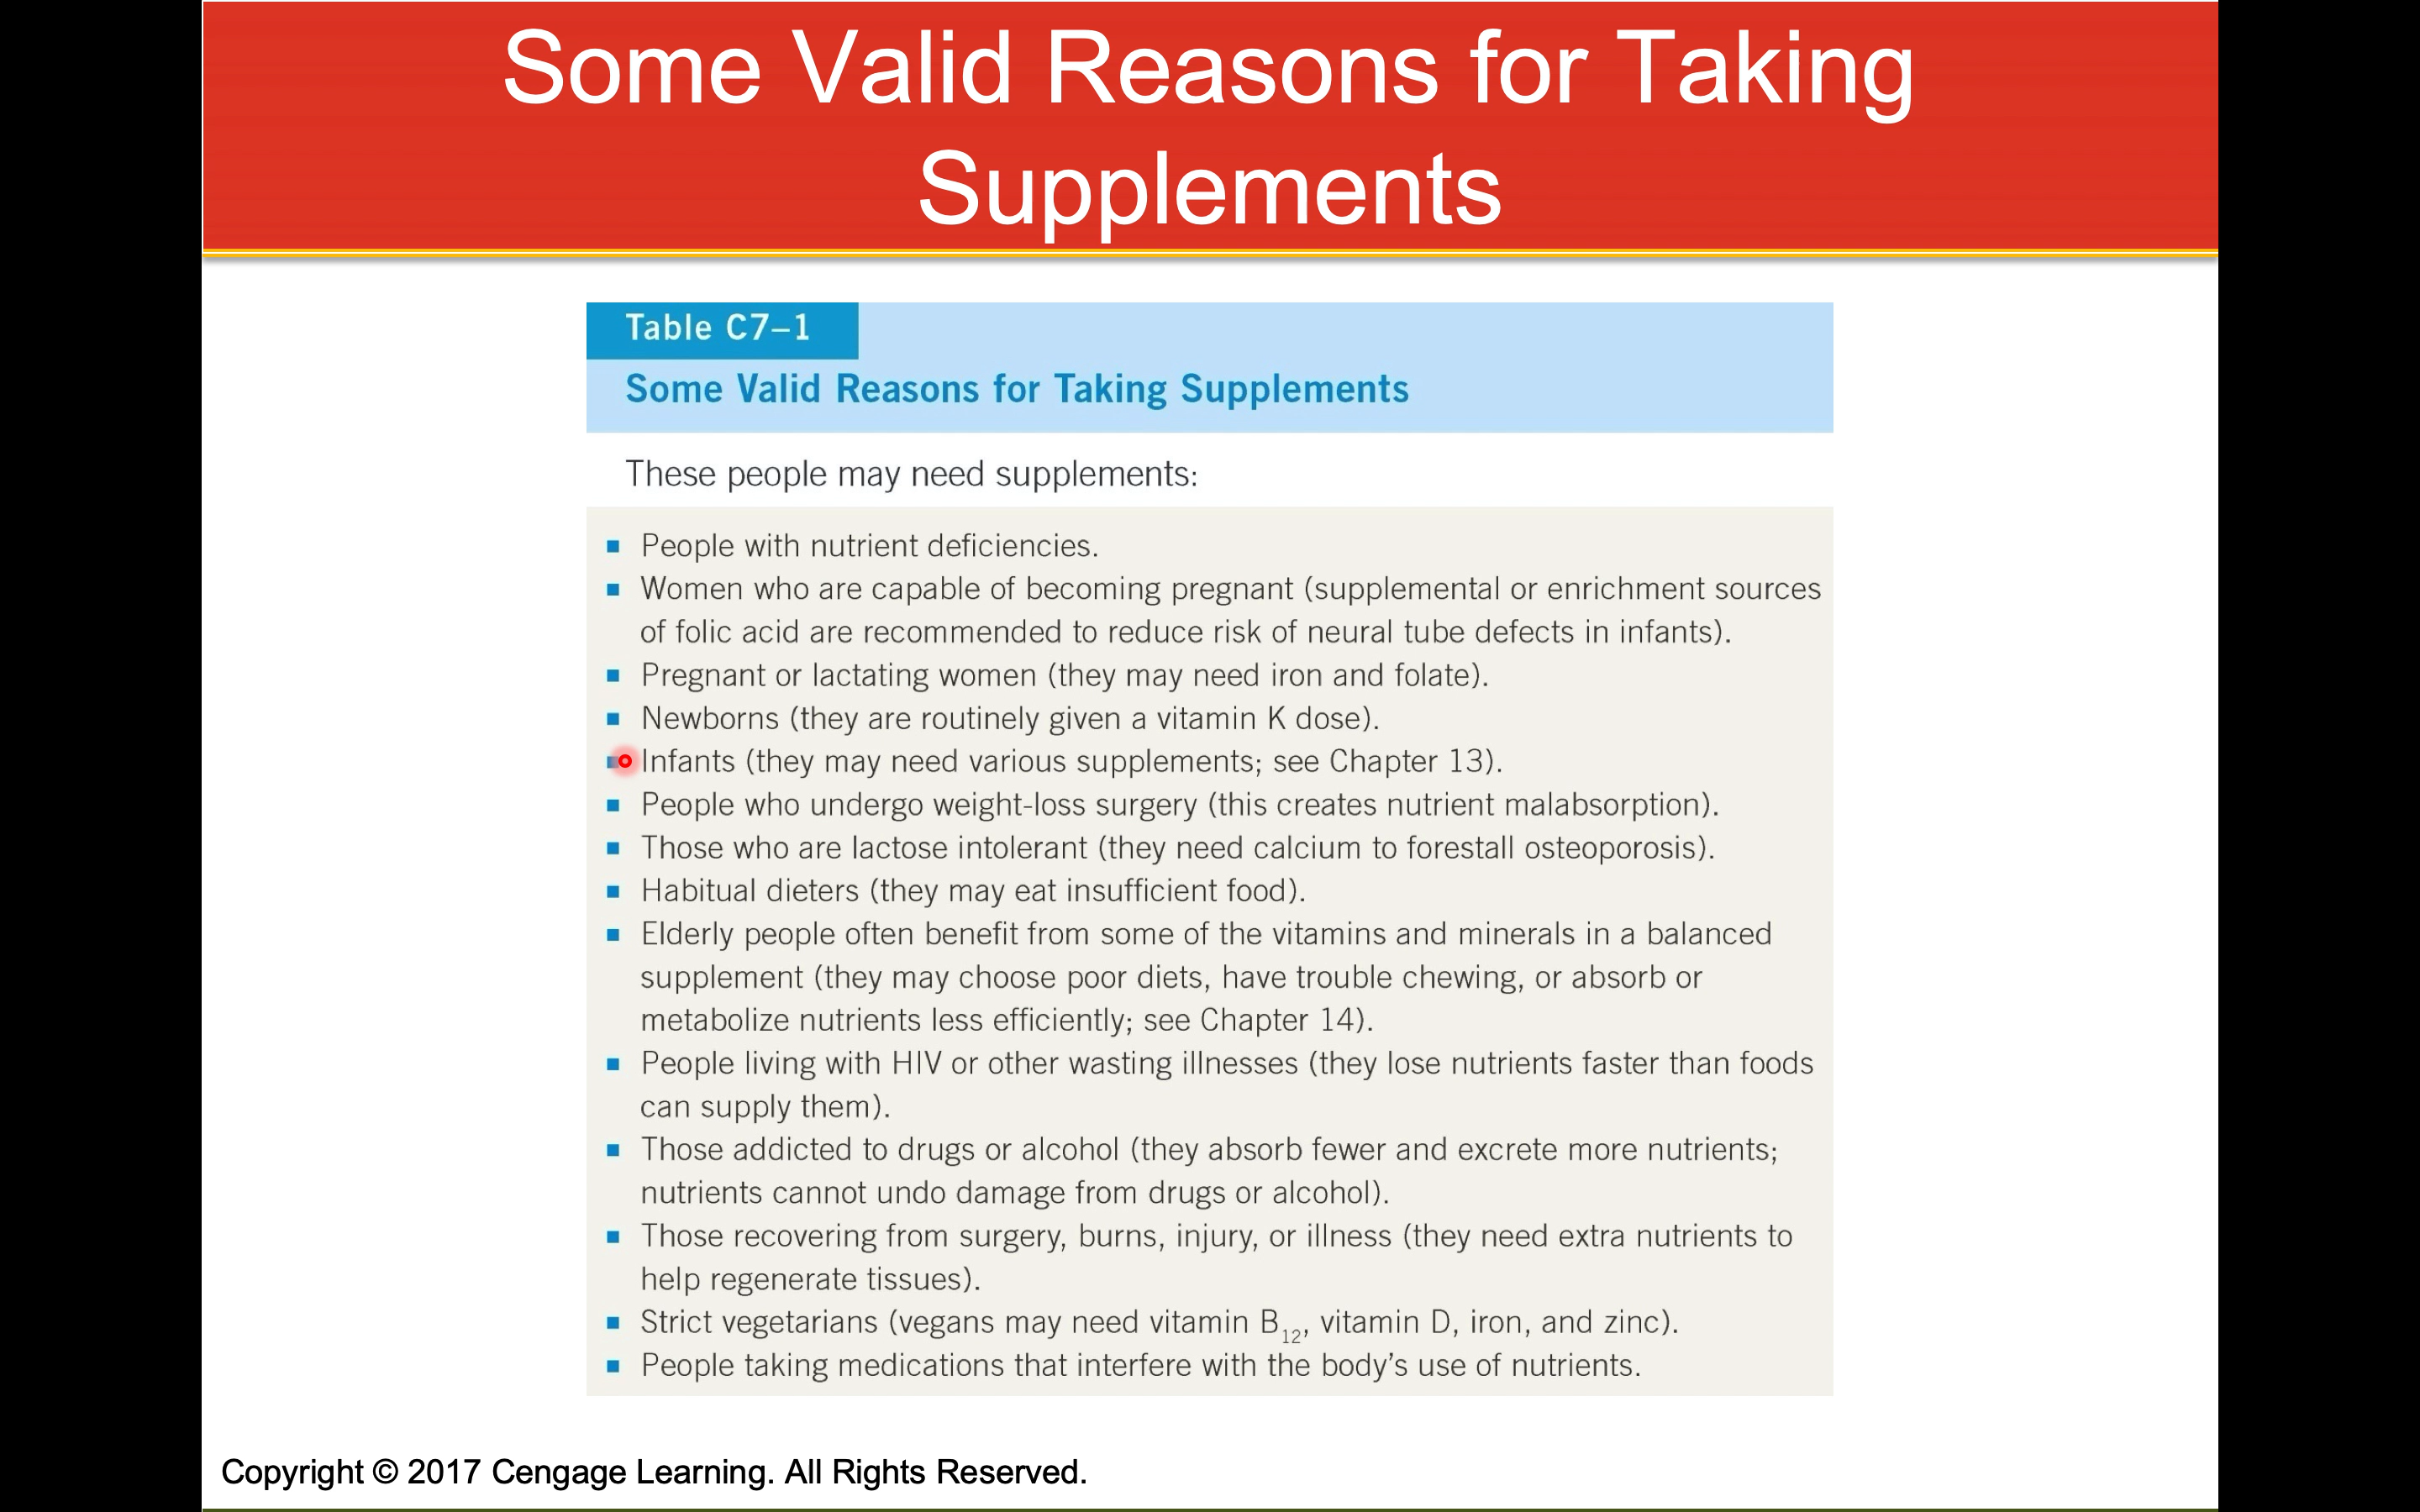 Some Valid Reasons for Taking
Supplements
Table C7–1
Some Valid Reasons for Taking Supplements
These people may need supplements:
■ People with nutrient deficiencies.
■ Women who are capable of becoming pregnant (supplemental or enrichment sources
of folic acid are recommended to reduce risk of neural tube defects in infants).
■ Pregnant or lactating women (they may need iron and folate).
■ Newborns (they are routinely given a vitamin K dose).
■ Infants (they may need various supplements; see Chapter 13).
■ People who undergo weight-loss surgery (this creates nutrient malabsorption).
■ Those who are lactose intolerant (they need calcium to forestall osteoporosis).
■ Habitual dieters (they may eat insufficient food).
■ Elderly people often benefit from some of the vitamins and minerals in a balanced
supplement (they may choose poor diets, have trouble chewing, or absorb or
metabolize nutrients less efficiently; see Chapter 14).
■ People living with HIV or other wasting illnesses (they lose nutrients faster than foods
can supply them).
■ Those addicted to drugs or alcohol (they absorb fewer and excrete more nutrients;
nutrients cannot undo damage from drugs or alcohol).
■ Those recovering from surgery, burns, injury, or illness (they need extra nutrients to
help regenerate tissues).
■ Strict vegetarians (vegans may need vitamin B₁₂, vitamin D, iron, and zinc).
■ People taking medications that interfere with the body’s use of nutrients.
Copyright © 2017 Cengage Learning. All Rights Reserved.